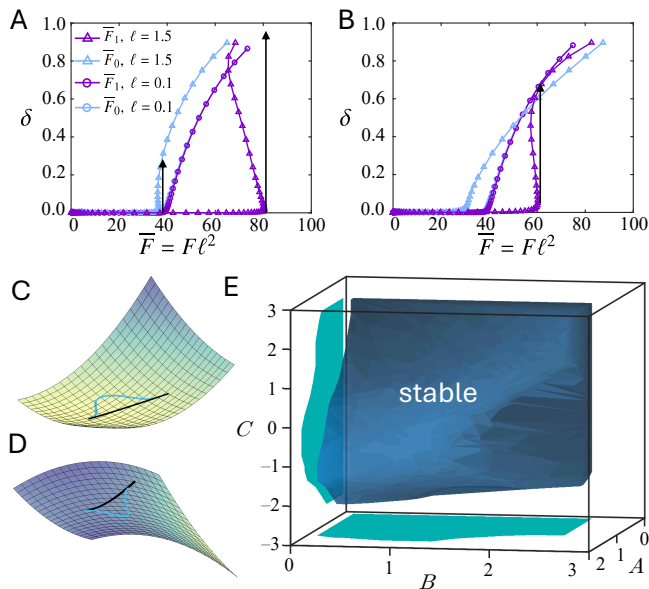 A
B
F̅₁, ℓ = 1.5
F̅₀, ℓ = 1.5
F̅₁, ℓ = 0.1
F̅₀, ℓ = 0.1
1.0
0.8
0.6
0.4
0.2
0.0
δ
0 20 40 60 80 100
F̅ = Fℓ²
1.0
0.8
0.6
0.4
0.2
0.0
δ
0 20 40 60 80 100
F̅ = Fℓ²
C
D
E
3
2
1
0
−1
−2
−3
C
stable
0 1 2 3
B
2 1 0
A